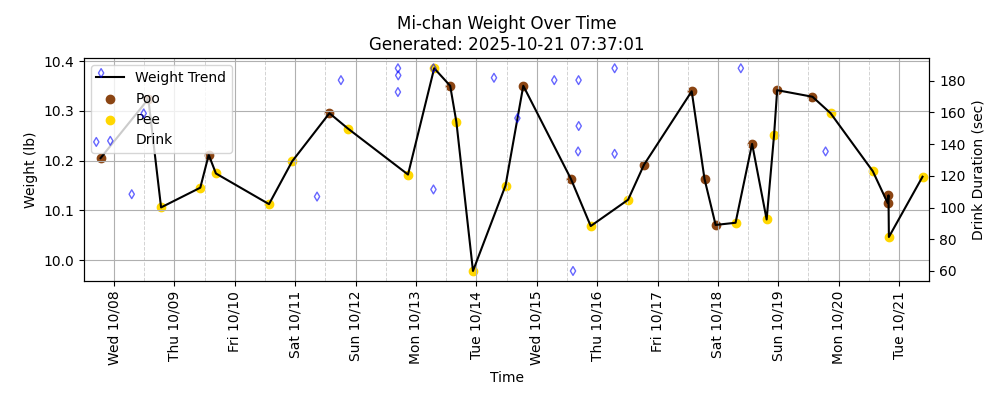 Mi-chan Weight Over Time
Generated: 2025-10-21 07:37:01
Weight (lb)
10.4
10.3
10.2
10.1
10.0
Weight Trend
Poo
Pee
Drink
180
160
140
120
100
80
60
Drink Duration (sec)
Wed 10/08
Thu 10/09
Fri 10/10
Sat 10/11
Sun 10/12
Mon 10/13
Tue 10/14
Wed 10/15
Thu 10/16
Fri 10/17
Sat 10/18
Sun 10/19
Mon 10/20
Tue 10/21
Time